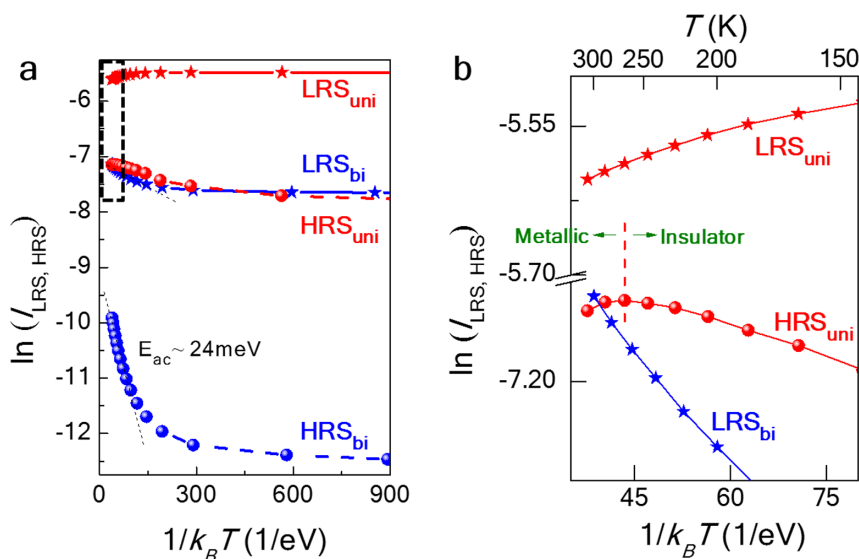 a
-6
-7
-8
-9
-10
-11
-12
0
300
600
900
ln (I_LRS, HRS)
1/k_BT (1/eV)
LRS_uni
LRS_bi
HRS_uni
E_ac ~ 24meV
HRS_bi
b
T (K)
300
250
200
150
-5.55
-5.70
-7.20
45
60
75
ln (I_LRS, HRS)
1/k_BT (1/eV)
LRS_uni
Metallic
Insulator
HRS_uni
LRS_bi